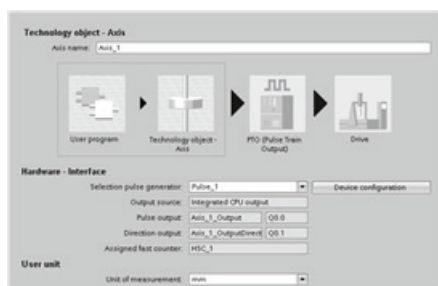 Technology object - Axis
Axis name: Axis_1
User program
Technology object - Axis
PTO (Pulse Train Output)
Drive
Hardware - Interface
Selection pulse generator: Pulse_1
Device configuration
Output source: Integrated CPU output
Pulse output: Axis_1_Output Q0.0
Direction output: Axis_1_OutputDirect Q0.1
Assigned fast counter: HSC_1
User unit
Unit of measurement: mm